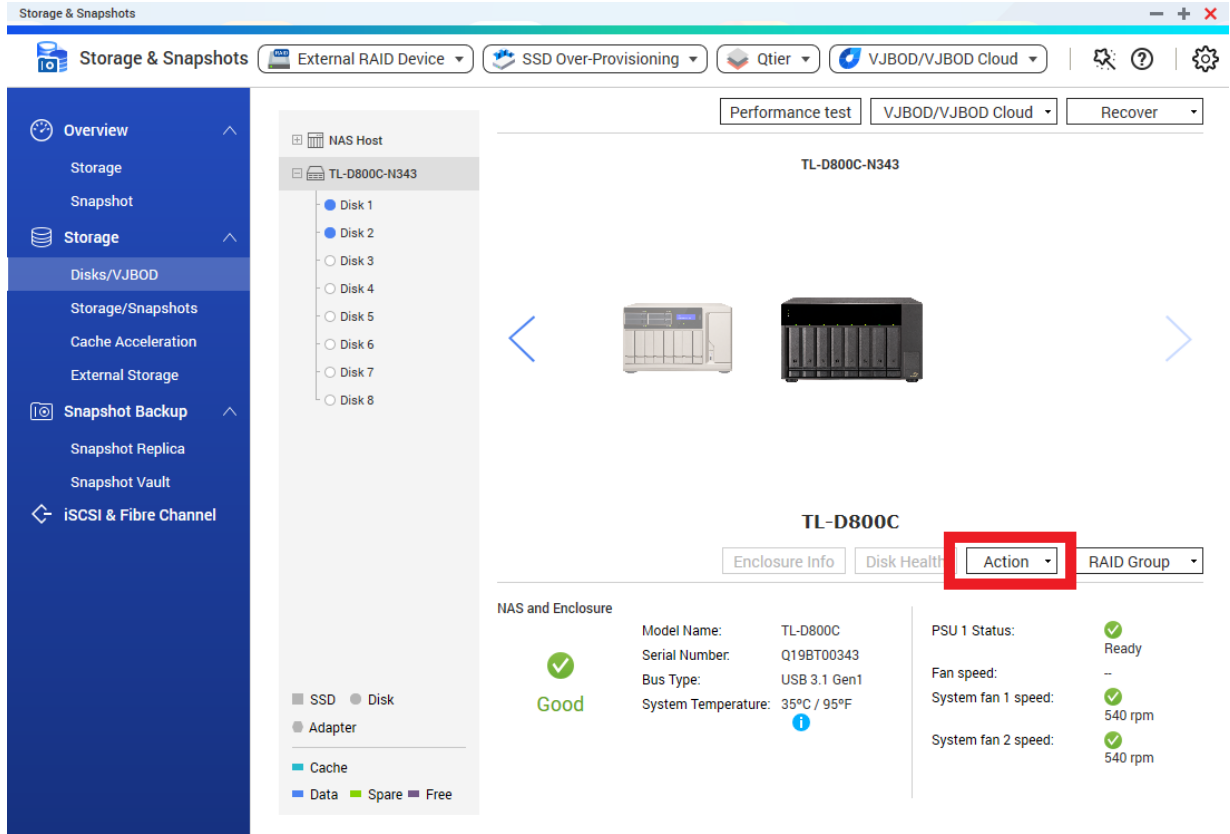 Storage & Snapshots
Storage & Snapshots External RAID Device SSD Over-Provisioning Qtier VJBOD/VJBOD Cloud
Performance test VJBOD/VJBOD Cloud Recover
Overview
Storage
Snapshot
Storage
Disks/VJBOD
Storage/Snapshots
Cache Acceleration
External Storage
Snapshot Backup
Snapshot Replica
Snapshot Vault
iSCSI & Fibre Channel
NAS Host
TL-D800C-N343
Disk 1
Disk 2
Disk 3
Disk 4
Disk 5
Disk 6
Disk 7
Disk 8
SSD Disk
Adapter
Cache
Data Spare Free
TL-D800C-N343
TL-D800C
Enclosure Info Disk Health Action RAID Group
NAS and Enclosure
Good
Model Name: TL-D800C
Serial Number: Q19BT00343
Bus Type: USB 3.1 Gen1
System Temperature: 35ºC / 95ºF
PSU 1 Status: Ready
Fan speed: --
System fan 1 speed: 540 rpm
System fan 2 speed: 540 rpm